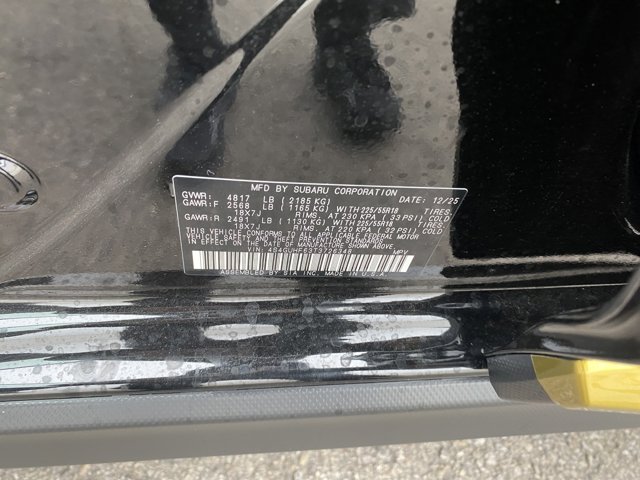 MFD BY SUBARU CORPORATION DATE: 12/25
GVWR: 4817 LB (2185 KG)
GAWR:F 2568 LB (1165 KG) WITH 225/55R18 TIRES,
18X7J RIMS, AT 230 KPA (33 PSI) COLD
GAWR:R 2491 LB (1130 KG) WITH 225/55R18 TIRES,
18X7J RIMS, AT 220 KPA (32 PSI) COLD
THIS VEHICLE CONFORMS TO ALL APPLICABLE FEDERAL MOTOR
VEHICLE SAFETY AND THEFT PREVENTION STANDARDS IN
EFFECT ON THE DATE OF MANUFACTURE SHOWN ABOVE.
VIN: MPV
ASSEMBLED BY SIA INC, MADE IN U.S.A.